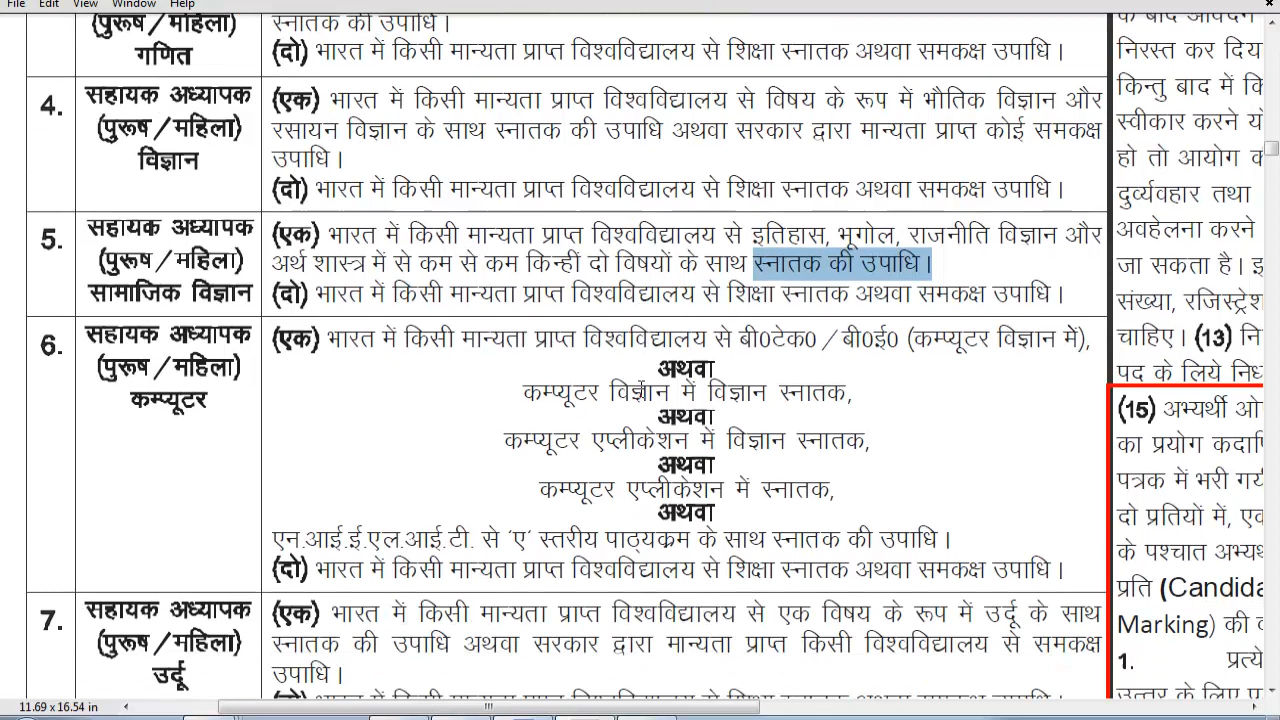 File Edit View Window Help
(पुरूष/महिला)
गणित
स्नातक की उपाधि।
(दो) भारत में किसी मान्यता प्राप्त विश्वविद्यालय से शिक्षा स्नातक अथवा समकक्ष उपाधि।
4.
सहायक अध्यापक
(पुरूष/महिला)
विज्ञान
(एक) भारत में किसी मान्यता प्राप्त विश्वविद्यालय से विषय के रूप में भौतिक विज्ञान और
रसायन विज्ञान के साथ स्नातक की उपाधि अथवा सरकार द्वारा मान्यता प्राप्त कोई समकक्ष
उपाधि।
(दो) भारत में किसी मान्यता प्राप्त विश्वविद्यालय से शिक्षा स्नातक अथवा समकक्ष उपाधि।
5.
सहायक अध्यापक
(पुरूष/महिला)
सामाजिक विज्ञान
(एक) भारत में किसी मान्यता प्राप्त विश्वविद्यालय से इतिहास, भूगोल, राजनीति विज्ञान और
अर्थ शास्त्र में से कम से कम किन्हीं दो विषयों के साथ स्नातक की उपाधि।
(दो) भारत में किसी मान्यता प्राप्त विश्वविद्यालय से शिक्षा स्नातक अथवा समकक्ष उपाधि।
6.
सहायक अध्यापक
(पुरूष/महिला)
कम्प्यूटर
(एक) भारत में किसी मान्यता प्राप्त विश्वविद्यालय से बी0टेक0/बी0ई0 (कम्प्यूटर विज्ञान में),
अथवा
कम्प्यूटर विज्ञान में विज्ञान स्नातक,
अथवा
कम्प्यूटर एप्लीकेशन में विज्ञान स्नातक,
अथवा
कम्प्यूटर एप्लीकेशन में स्नातक,
अथवा
एन.आई.ई.एल.आई.टी. से 'ए' स्तरीय पाठ्यक्रम के साथ स्नातक की उपाधि।
(दो) भारत में किसी मान्यता प्राप्त विश्वविद्यालय से शिक्षा स्नातक अथवा समकक्ष उपाधि।
7.
सहायक अध्यापक
(पुरूष/महिला)
उर्दू
(एक) भारत में किसी मान्यता प्राप्त विश्वविद्यालय से एक विषय के रूप में उर्दू के साथ
स्नातक की उपाधि अथवा सरकार द्वारा मान्यता प्राप्त किसी विश्वविद्यालय से समकक्ष
उपाधि।
के बाद आवेदन
निरस्त कर दिय
किन्तु बाद में कि
स्वीकार करने यो
हो तो आयोग क
दुर्व्यवहार तथा
अवहेलना करने
जा सकता है। इ
संख्या, रजिस्ट्रेश
चाहिए। (13) नि
पद के लिये निध
(15) अभ्यर्थी ओ
का प्रयोग कदापि
पत्रक में भरी गर्य
दो प्रतियों में, एक
के पश्चात अभ्यथ
प्रति (Candida
Marking) की व
1. प्रत्ये
उत्तर के लिए
11.69 x 16.54 in